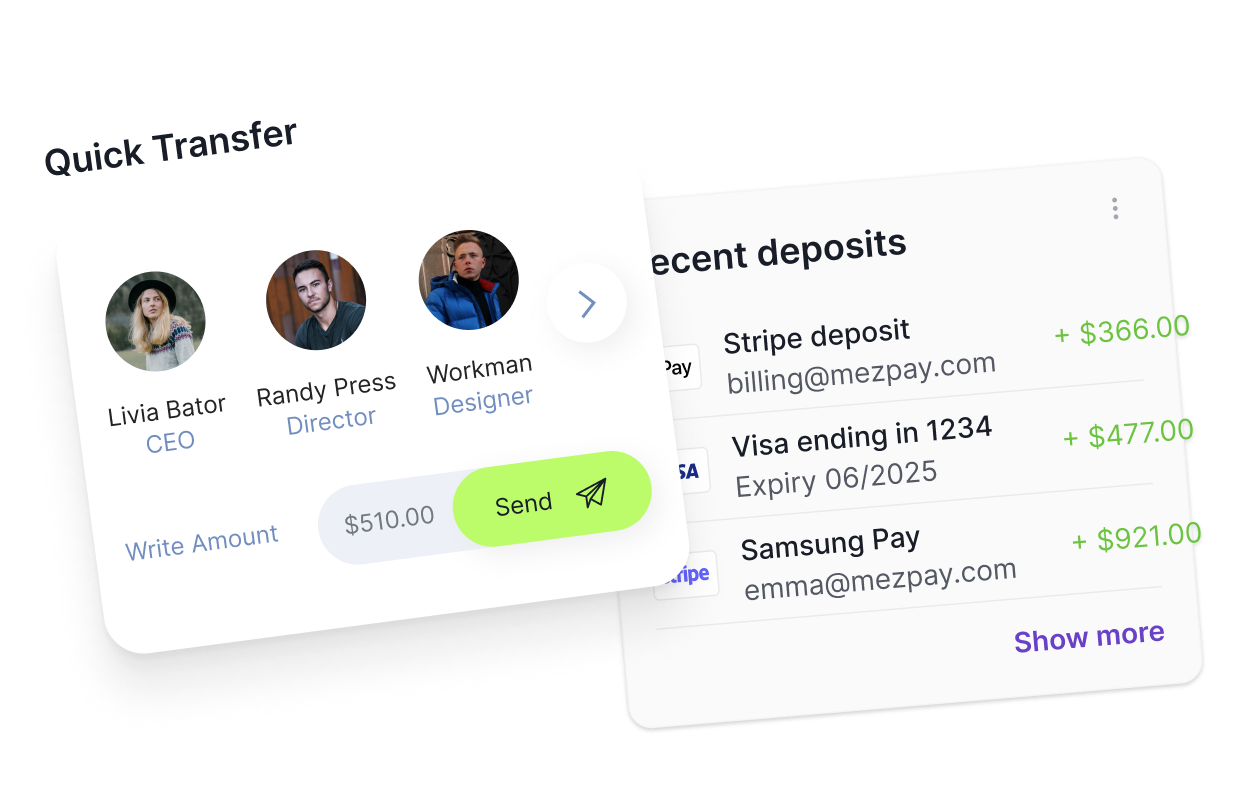 Quick Transfer
Livia Bator
CEO
Randy Press
Director
Workman
Designer
Write Amount
$510.00
Send
ecent deposits
Pay
Stripe deposit
billing@mezpay.com
+ $366.00
SA
Visa ending in 1234
Expiry 06/2025
+ $477.00
tripe
Samsung Pay
emma@mezpay.com
+ $921.00
Show more